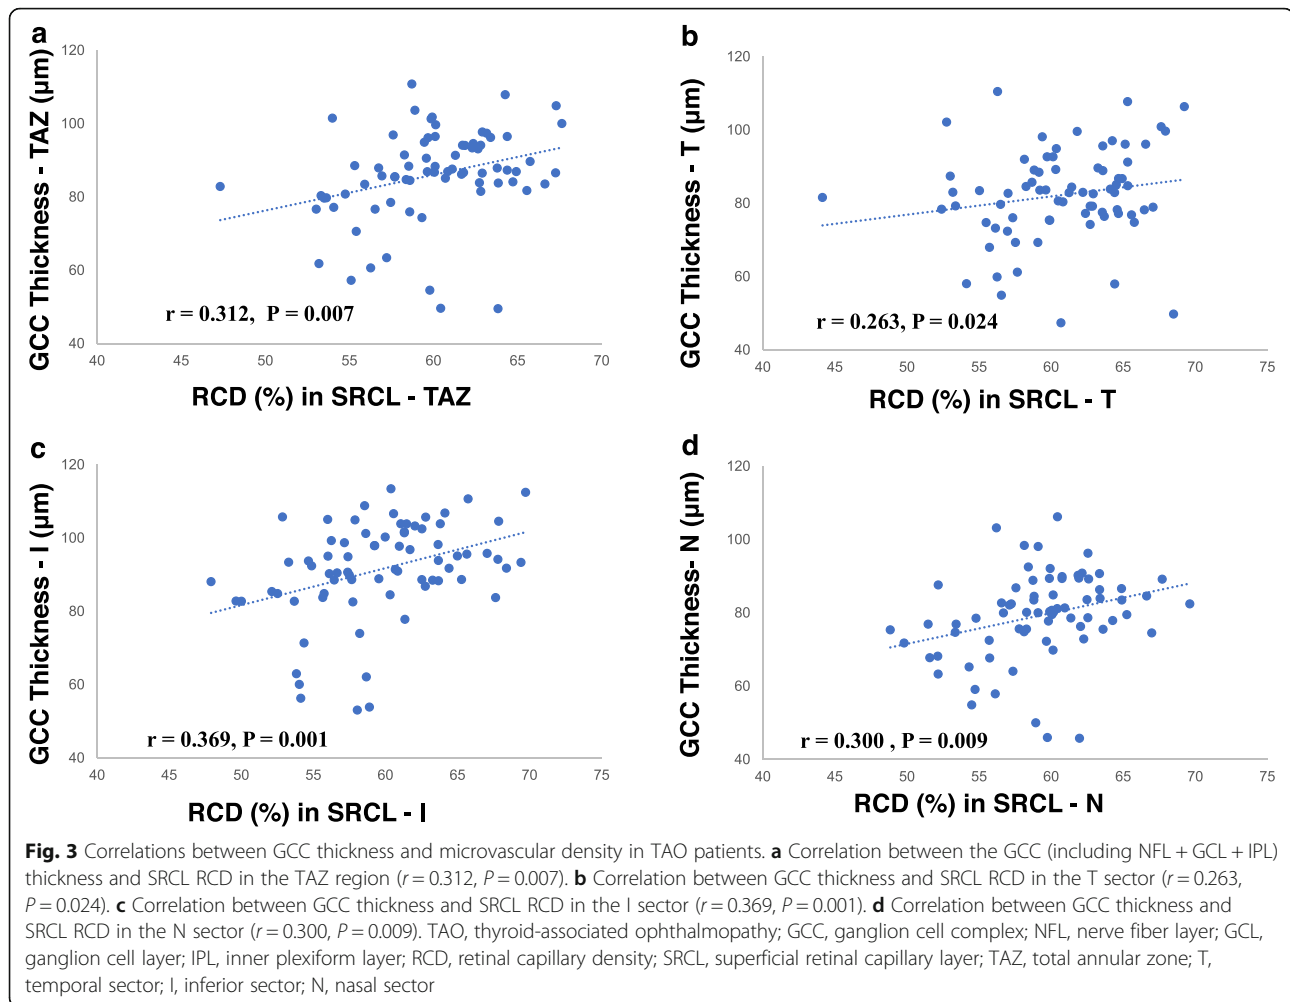 a
GCC Thickness - TAZ (µm)
120
100
80
60
40
r = 0.312, P = 0.007
40 45 50 55 60 65 70
RCD (%) in SRCL - TAZ
b
GCC Thickness - T (µm)
120
100
80
60
40
r = 0.263, P = 0.024
40 45 50 55 60 65 70 75
RCD (%) in SRCL - T
c
GCC Thickness - I (µm)
120
100
80
60
40
r = 0.369, P = 0.001
40 45 50 55 60 65 70 75
RCD (%) in SRCL - I
d
GCC Thickness- N (µm)
120
100
80
60
40
r = 0.300 , P = 0.009
40 45 50 55 60 65 70 75
RCD (%) in SRCL - N
Fig. 3 Correlations between GCC thickness and microvascular density in TAO patients. a Correlation between the GCC (including NFL + GCL + IPL)
thickness and SRCL RCD in the TAZ region (r = 0.312, P = 0.007). b Correlation between GCC thickness and SRCL RCD in the T sector (r = 0.263,
P = 0.024). c Correlation between GCC thickness and SRCL RCD in the I sector (r = 0.369, P = 0.001). d Correlation between GCC thickness and
SRCL RCD in the N sector (r = 0.300, P = 0.009). TAO, thyroid-associated ophthalmopathy; GCC, ganglion cell complex; NFL, nerve fiber layer; GCL,
ganglion cell layer; IPL, inner plexiform layer; RCD, retinal capillary density; SRCL, superficial retinal capillary layer; TAZ, total annular zone; T,
temporal sector; I, inferior sector; N, nasal sector